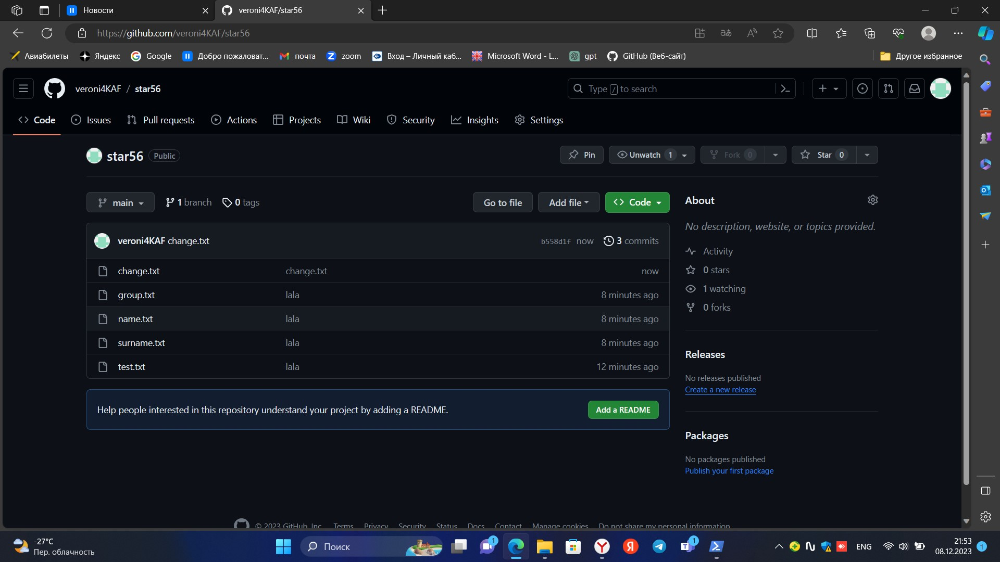 Новости
veroni4KAF/star56
https://github.com/veroni4KAF/star56
Авиабилеты
Яндекс
Google
Добро пожаловат...
почта
zoom
Вход – Личный каб...
Microsoft Word - L...
gpt
GitHub (Веб-сайт)
Другое избранное
veroni4KAF / star56
Type / to search
Code
Issues
Pull requests
Actions
Projects
Wiki
Security
Insights
Settings
star56 Public
Pin
Unwatch 1
Fork 0
Star 0
main
1 branch
0 tags
Go to file
Add file
Code
veroni4KAF change.txt
b558d1f now
3 commits
change.txt change.txt now
group.txt lala 8 minutes ago
name.txt lala 8 minutes ago
surname.txt lala 8 minutes ago
test.txt lala 12 minutes ago
Help people interested in this repository understand your project by adding a README.
Add a README
About
No description, website, or topics provided.
Activity
0 stars
1 watching
0 forks
Releases
No releases published
Create a new release
Packages
No packages published
Publish your first package
© 2023 GitHub, Inc.
Terms
Privacy
Security
Status
Docs
Contact
Manage cookies
Do not share my personal information
-27°C
Пер. облачность
Поиск
1
1
ENG
21:53
08.12.2023
1